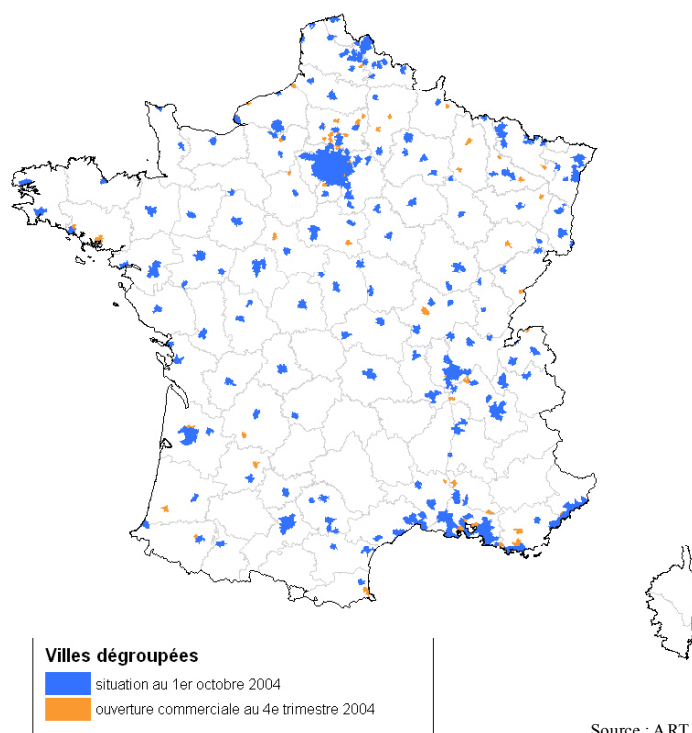 Villes dégroupées
situation au 1er octobre 2004
ouverture commerciale au 4e trimestre 2004
Source : ART